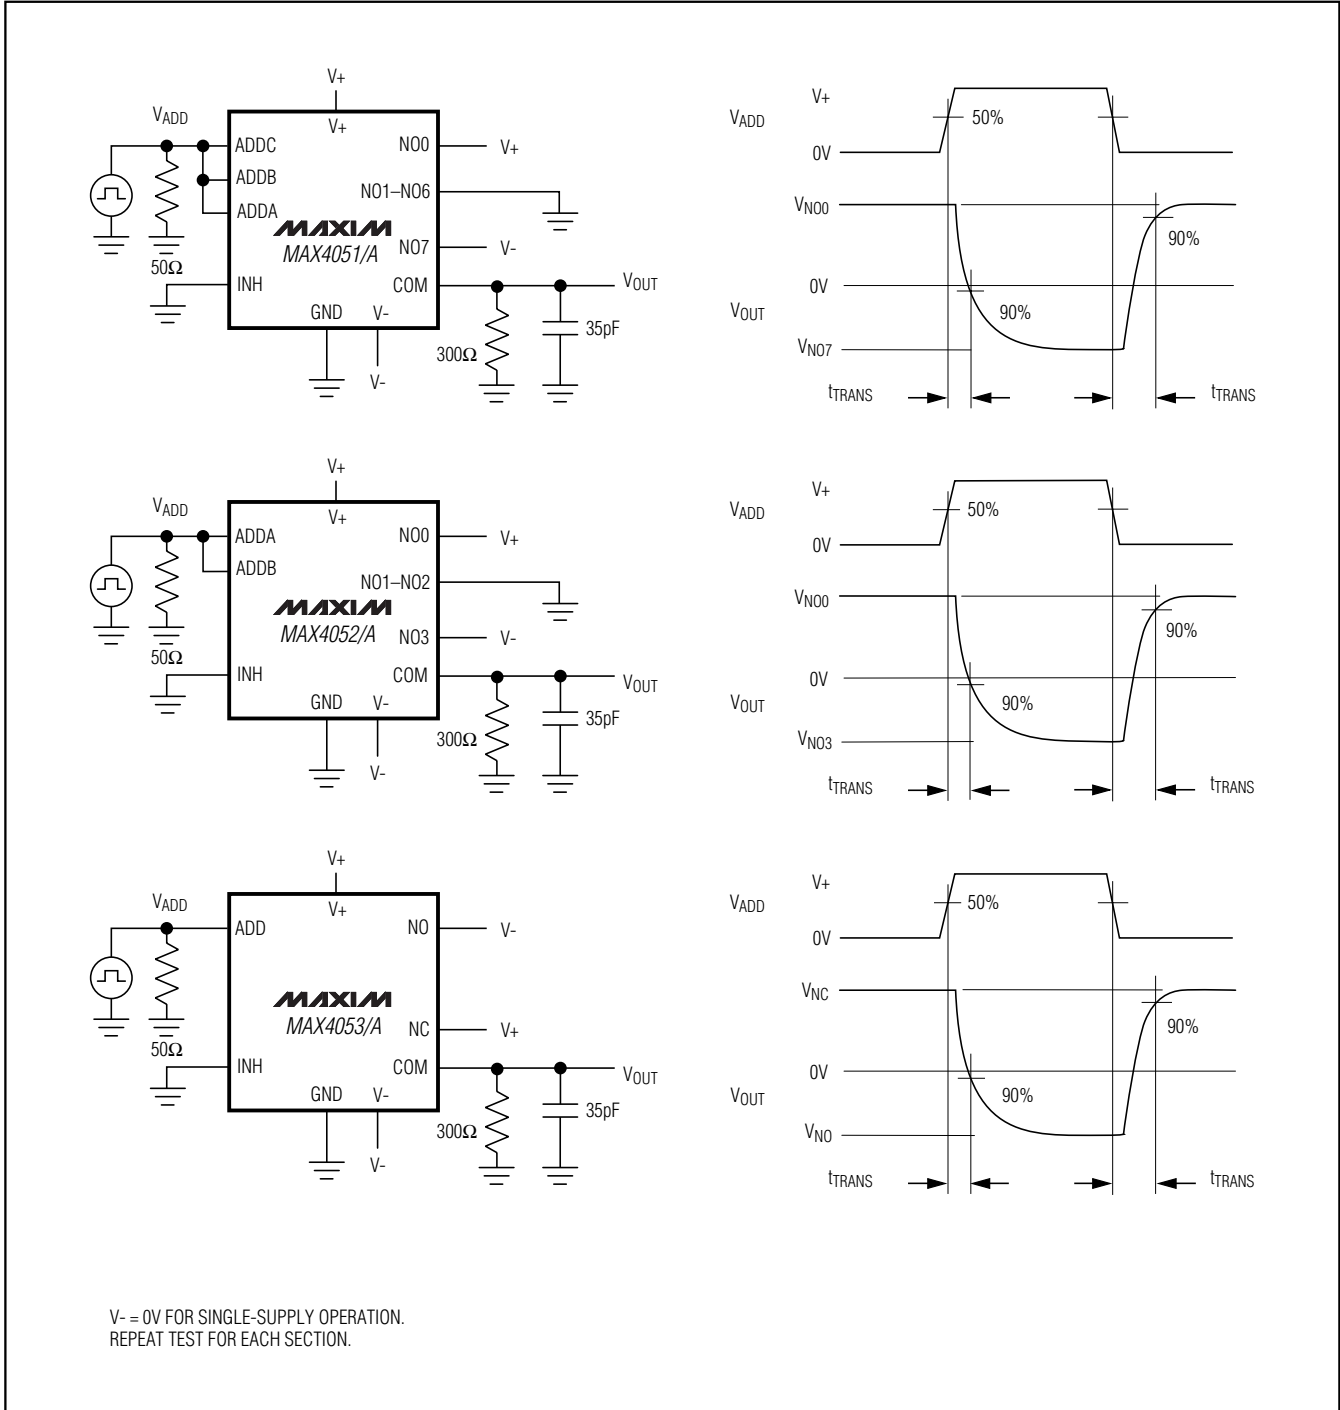 V+
VADD
V+
ADDC
NO0
V+
ADDB
NO1–NO6
ADDA
MAXIM
MAX4051/A
NO7
V-
50Ω
INH
COM
VOUT
GND
V-
35pF
300Ω
V-
V+
VADD
50%
0V
VNO0
90%
0V
VOUT
90%
VNO7
tTRANS
tTRANS
V+
VADD
V+
ADDA
NO0
V+
ADDB
NO1–NO2
MAXIM
MAX4052/A
NO3
V-
50Ω
INH
COM
VOUT
GND
V-
35pF
300Ω
V-
V+
VADD
50%
0V
VNO0
90%
0V
VOUT
90%
VNO3
tTRANS
tTRANS
V+
VADD
V+
ADD
NO
V-
MAXIM
MAX4053/A
NC
V+
50Ω
INH
COM
VOUT
GND
V-
35pF
300Ω
V-
V+
VADD
50%
0V
VNC
90%
0V
VOUT
90%
VNO
tTRANS
tTRANS
V- = 0V FOR SINGLE-SUPPLY OPERATION.
REPEAT TEST FOR EACH SECTION.